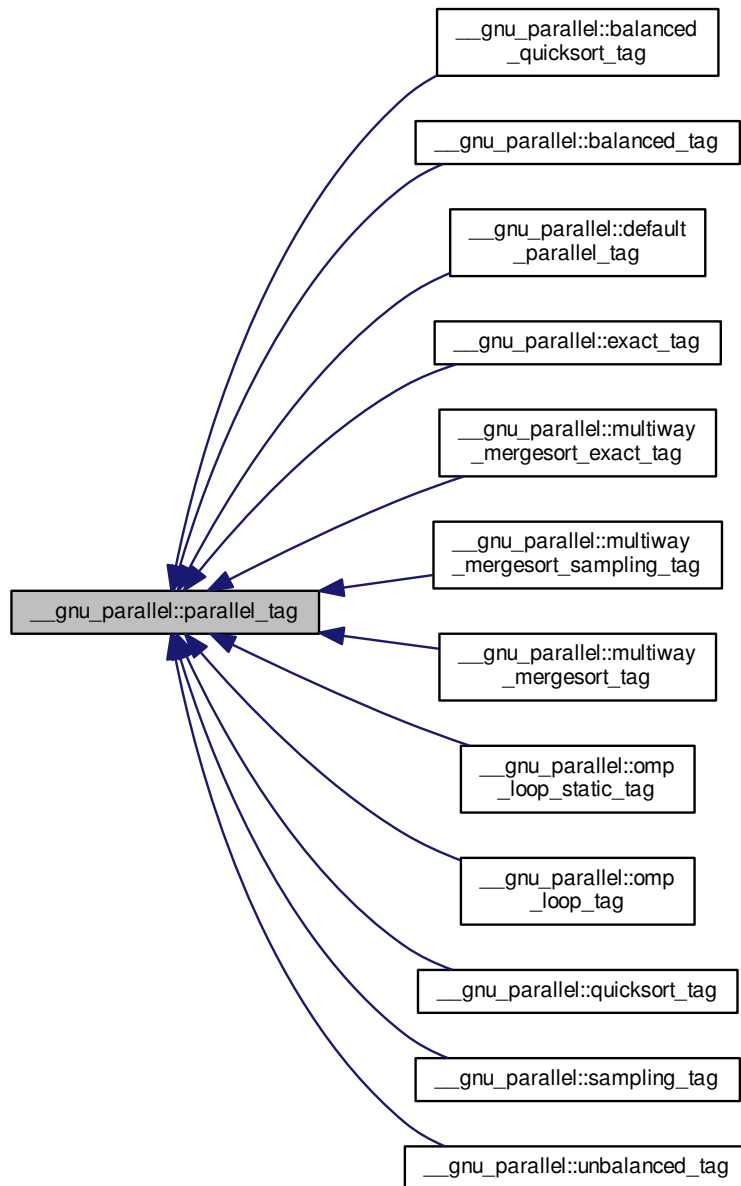 __gnu_parallel::balanced
_quicksort_tag
__gnu_parallel::balanced_tag
__gnu_parallel::default
_parallel_tag
__gnu_parallel::exact_tag
__gnu_parallel::multiway
_mergesort_exact_tag
__gnu_parallel::multiway
_mergesort_sampling_tag
__gnu_parallel::parallel_tag
__gnu_parallel::multiway
_mergesort_tag
__gnu_parallel::omp
_loop_static_tag
__gnu_parallel::omp
_loop_tag
__gnu_parallel::quicksort_tag
__gnu_parallel::sampling_tag
__gnu_parallel::unbalanced_tag